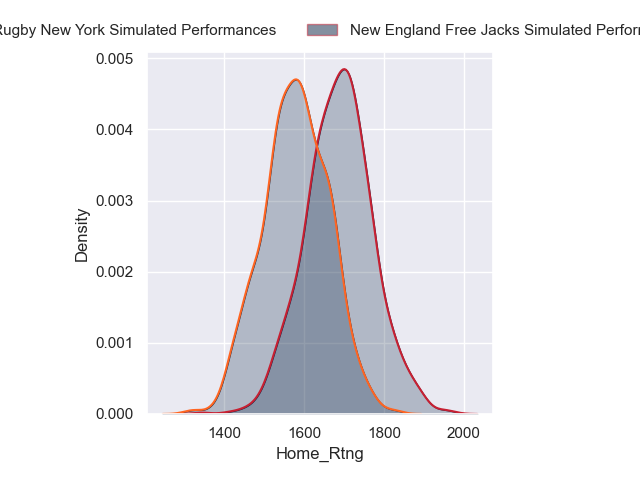 Rugby New York Simulated Performances
New England Free Jacks Simulated
0.005
0.004
0.003
0.002
0.001
0.000
Density
1400 1600 1800 2000
Home_Rtng